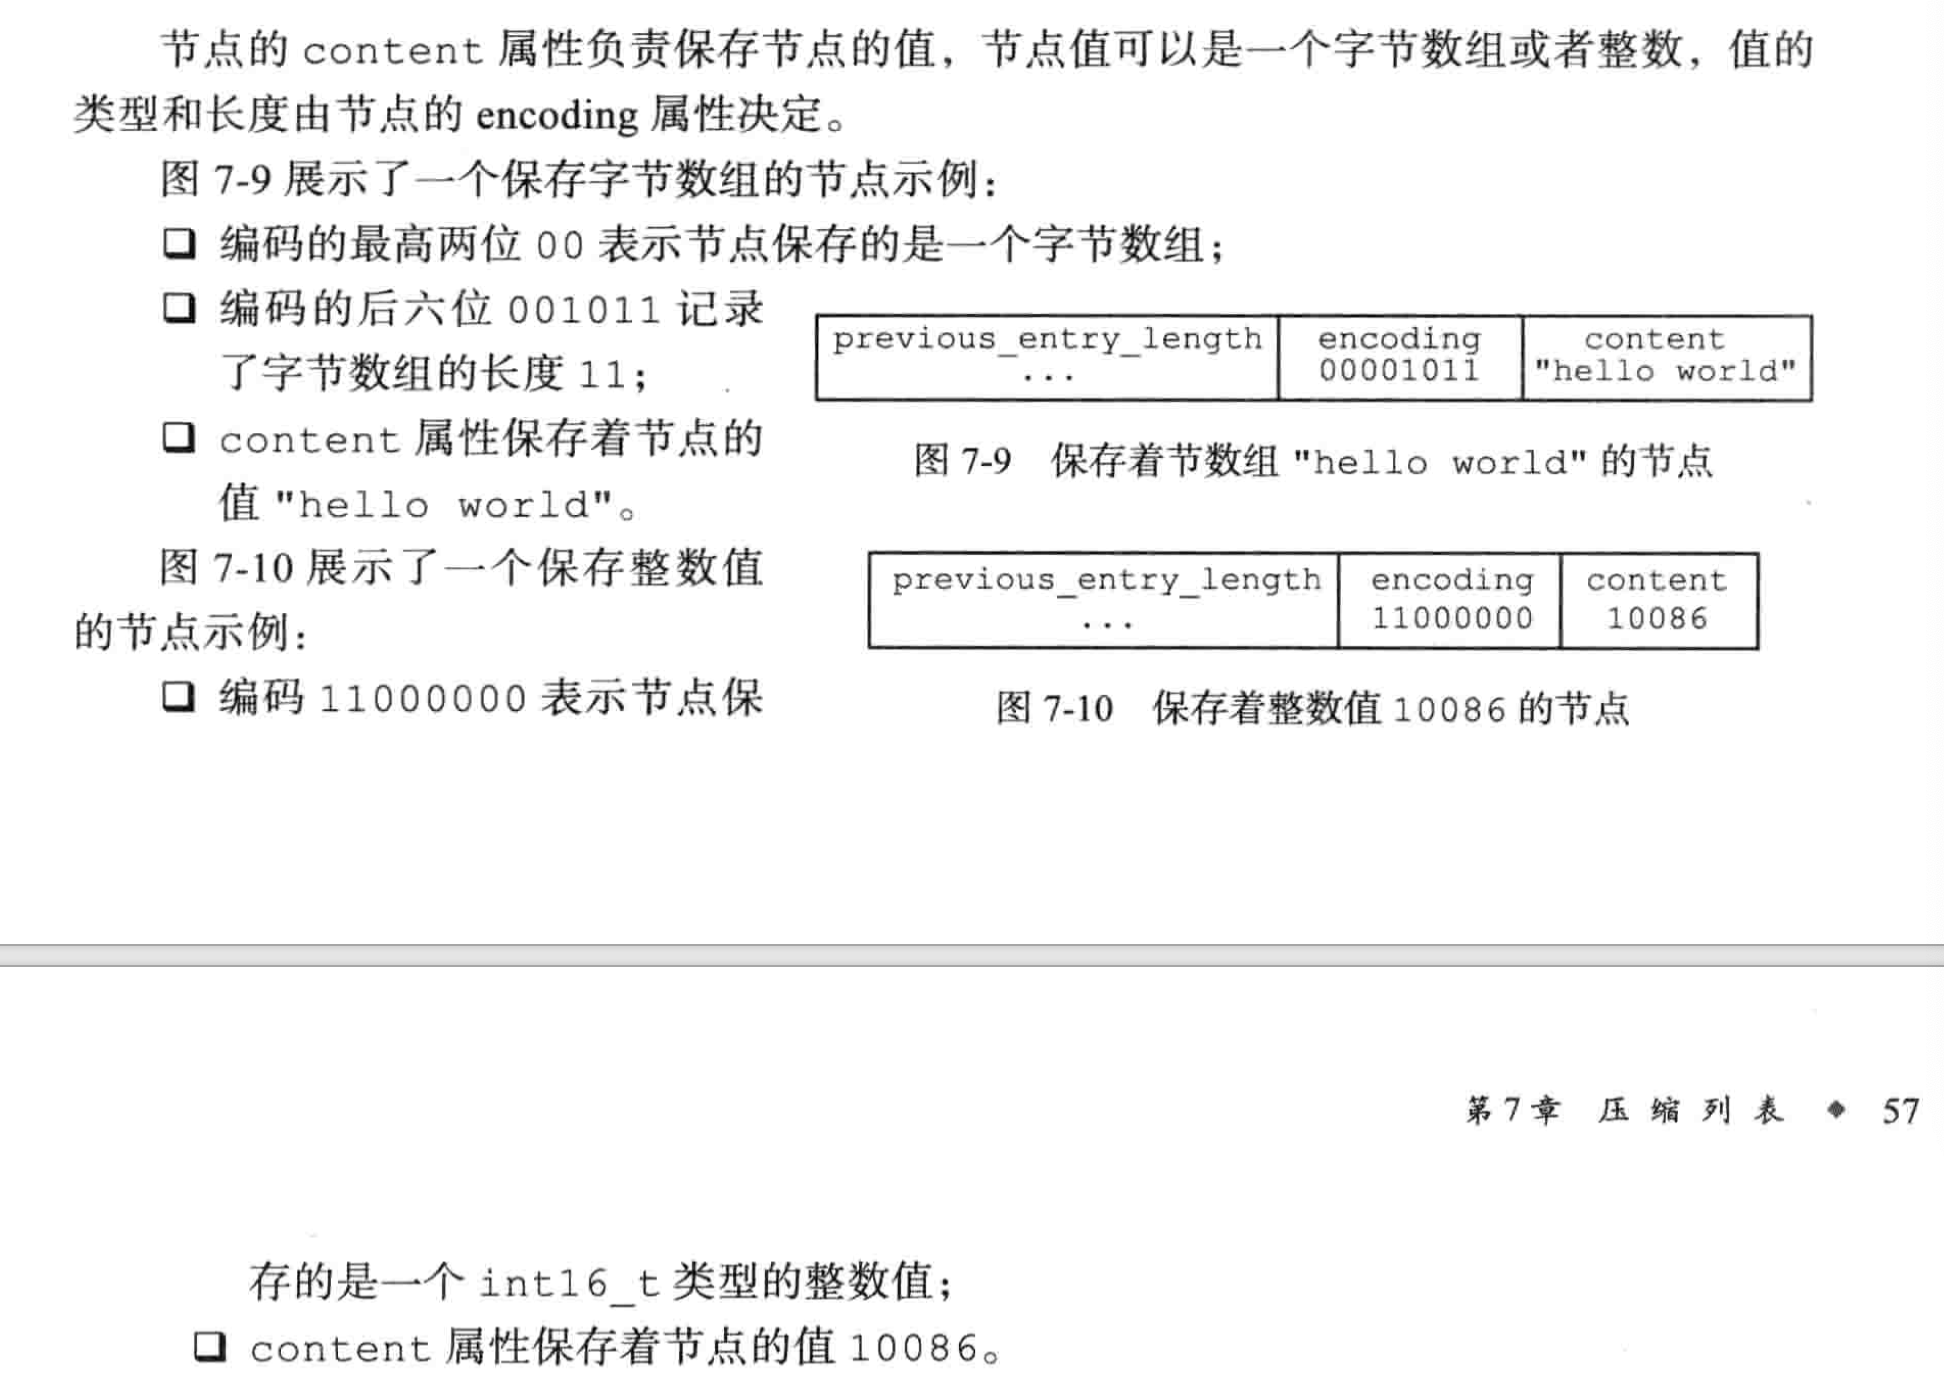 节点的 content 属性负责保存节点的值，节点值可以是一个字节数组或者整数，值的
类型和长度由节点的 encoding 属性决定。
图 7-9 展示了一个保存字节数组的节点示例：
❑ 编码的最高两位 00 表示节点保存的是一个字节数组；
❑ 编码的后六位 001011 记录
了字节数组的长度 11；
❑ content 属性保存着节点的
值 "hello world"。
previous_entry_length encoding content
... 00001011 "hello world"
图 7-9 保存着节数组 "hello world" 的节点
图 7-10 展示了一个保存整数值
的节点示例：
❑ 编码 11000000 表示节点保
previous_entry_length encoding content
... 11000000 10086
图 7-10 保存着整数值 10086 的节点
第 7 章 压缩列表 ◆ 57
存的是一个 int16_t 类型的整数值；
❑ content 属性保存着节点的值 10086。